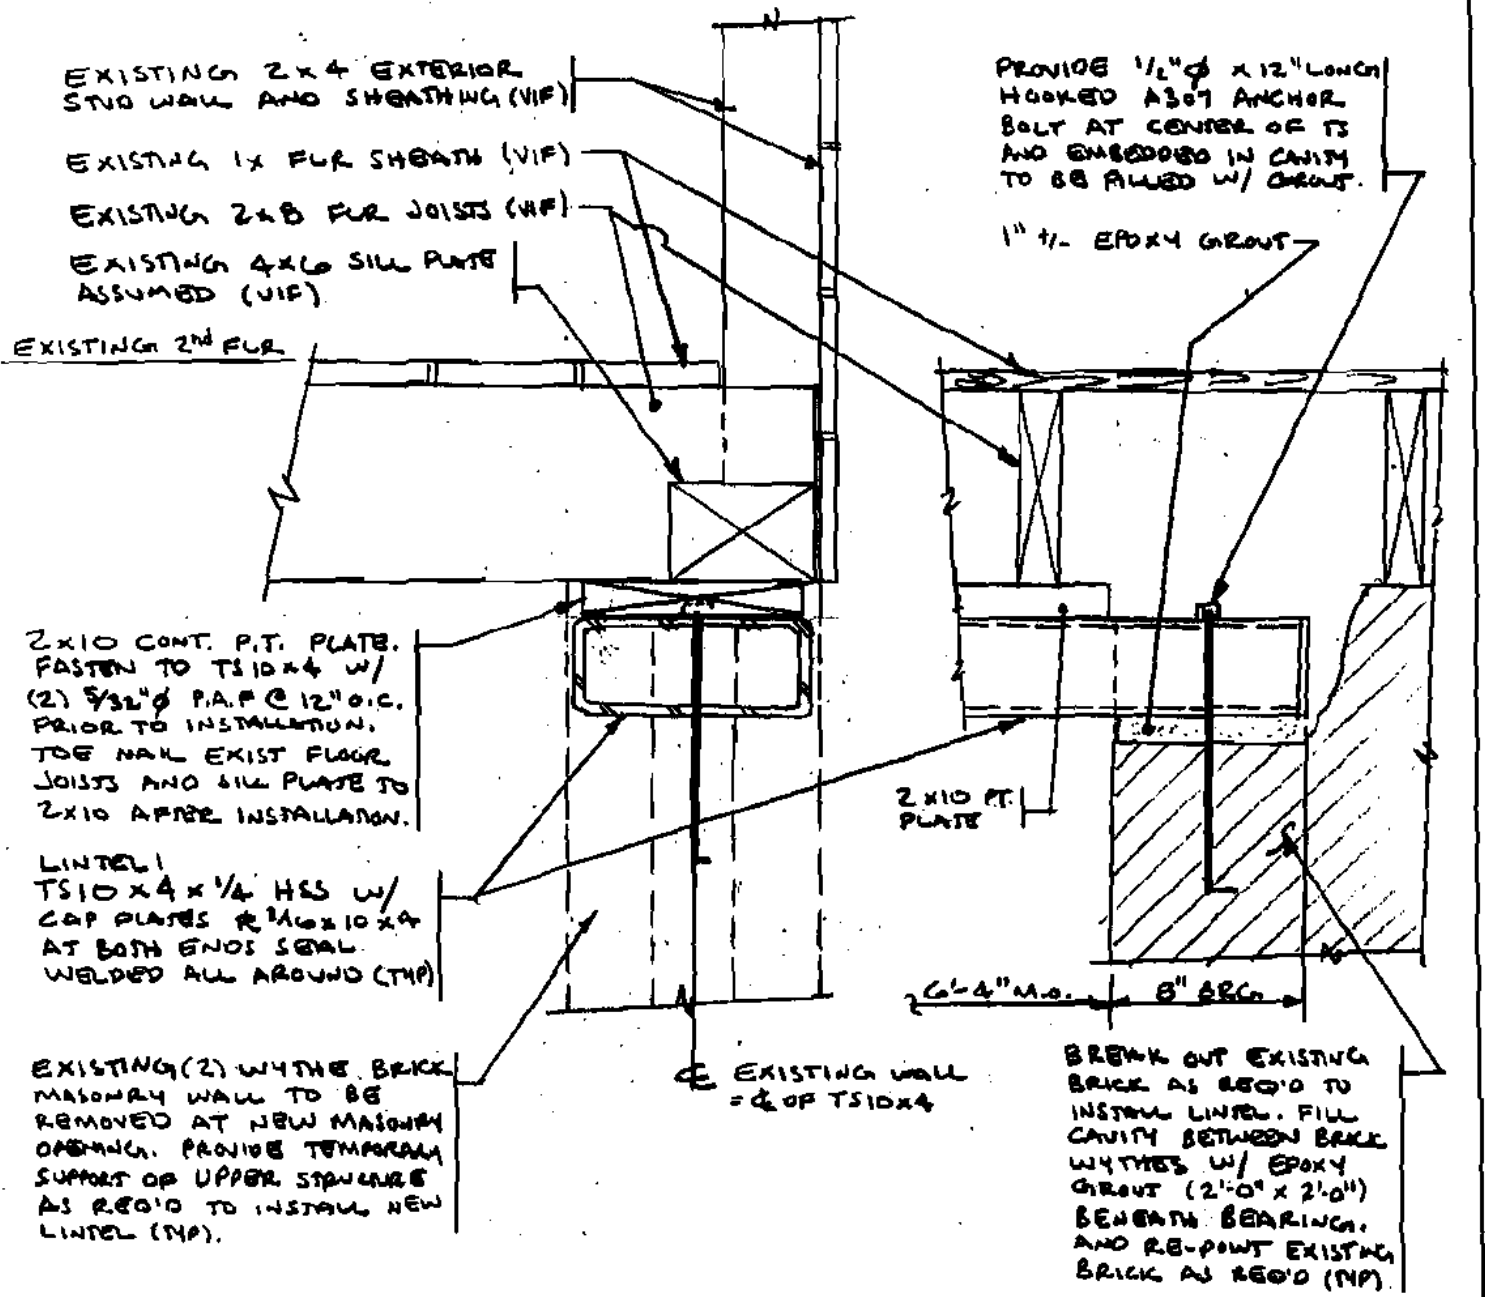 EXISTING 2x4 EXTERIOR
STUD WALL AND SHEATHING (VIF)
EXISTING 1x FLR SHEATH (VIF)
EXISTING 2x8 FLR JOISTS (VIF)
EXISTING 4x6 SILL PLATE
ASSUMED (VIF)
EXISTING 2nd FLR
PROVIDE 1/2"ø x 12" LONG
HOOKED A307 ANCHOR
BOLT AT CENTER OF TS
AND EMBEDDED IN CAVITY
TO BE FILLED W/ GROUT.
1" +/- EPOXY GROUT
2x10 CONT. P.T. PLATE.
FASTEN TO TS10x4 W/
(2) 5/32"ø P.A.F @ 12" O.C.
PRIOR TO INSTALLATION.
TOE NAIL EXIST FLOOR
JOISTS AND SILL PLATE TO
2x10 AFTER INSTALLATION.
LINTEL:
TS10 x 4 x 1/4 HSS W/
CAP PLATES ℞ 3/16 x 10 x 4
AT BOTH ENDS SEAL
WELDED ALL AROUND (TYP)
EXISTING (2) WYTHE BRICK
MASONRY WALL TO BE
REMOVED AT NEW MASONRY
OPENING. PROVIDE TEMPORARY
SUPPORT OF UPPER STRUCTURE
AS REQ'D TO INSTALL NEW
LINTEL (TYP).
℄ EXISTING WALL
= ℄ OF TS10x4
2x10 P.T.
PLATE
6'-4" M.O.
8" BRG
BREAK OUT EXISTING
BRICK AS REQ'D TO
INSTALL LINTEL. FILL
CAVITY BETWEEN BRICK
WYTHES W/ EPOXY
GROUT (2'-0" x 2'-0")
BENEATH BEARING.
AND RE-POINT EXISTING
BRICK AS REQ'D (TYP)